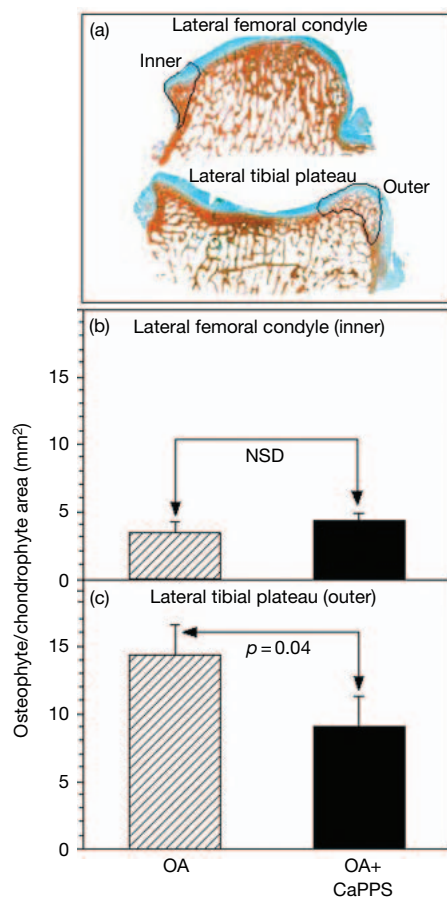 (a)
Lateral femoral condyle
Inner
Lateral tibial plateau
Outer
(b) Lateral femoral condyle (inner)
15
10
NSD
5
0
(c) Lateral tibial plateau (outer)
15
p = 0.04
10
5
0
Osteophyte/chondrophyte area (mm²)
OA
OA+
CaPPS